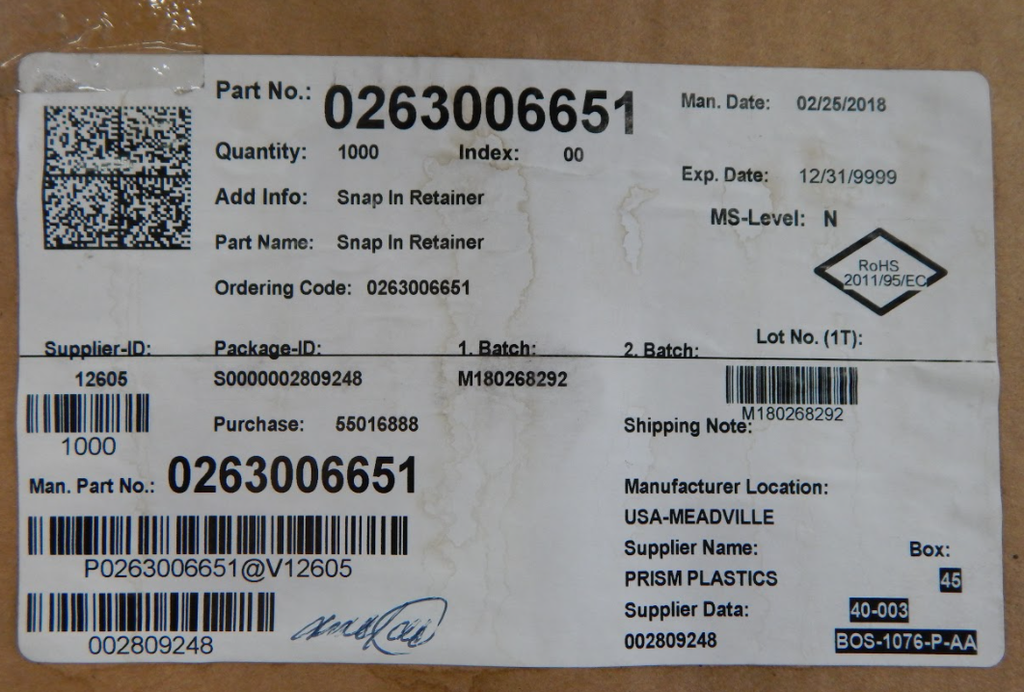 Part No.: 0263006651 Man. Date: 02/25/2018
Quantity: 1000 Index: 00
Exp. Date: 12/31/9999
Add Info: Snap In Retainer
MS-Level: N
Part Name: Snap In Retainer
RoHS
2011/95/EC
Ordering Code: 0263006651
Lot No. (1T):
Supplier-ID: Package-ID: 1. Batch: 2. Batch:
12605 S0000002809248 M180268292
M180268292
Purchase: 55016888 Shipping Note:
1000
Man. Part No.: 0263006651 Manufacturer Location:
USA-MEADVILLE
Supplier Name: Box:
P0263006651@V12605
PRISM PLASTICS 45
Supplier Data: 40-003
002809248 002809248 BOS-1076-P-AA